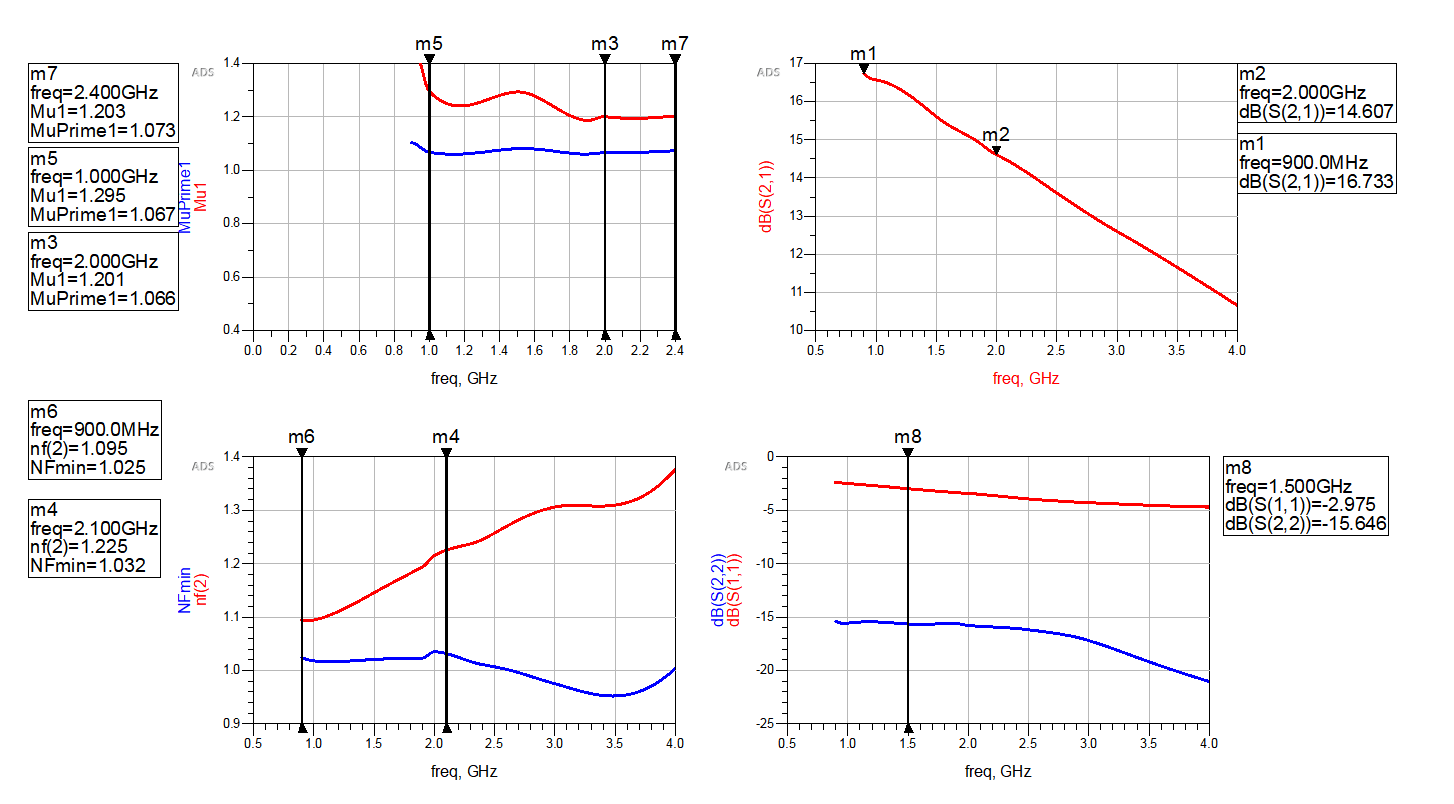 m7
freq=2.400GHz
Mu1=1.203
MuPrime1=1.073
m5
freq=1.000GHz
Mu1=1.295
MuPrime1=1.067
m3
freq=2.000GHz
Mu1=1.201
MuPrime1=1.066
MuPrime1
Mu1
ADS
m5
m3
m7
1.4
1.2
1.0
0.8
0.6
0.4
0.0 0.2 0.4 0.6 0.8 1.0 1.2 1.4 1.6 1.8 2.0 2.2 2.4
freq, GHz
ADS
m1
m2
dB(S(2,1))
17
16
15
14
13
12
11
10
0.5 1.0 1.5 2.0 2.5 3.0 3.5 4.0
freq, GHz
m2
freq=2.000GHz
dB(S(2,1))=14.607
m1
freq=900.0MHz
dB(S(2,1))=16.733
m6
freq=900.0MHz
nf(2)=1.095
NFmin=1.025
m4
freq=2.100GHz
nf(2)=1.225
NFmin=1.032
NFmin
nf(2)
ADS
m6
m4
1.4
1.3
1.2
1.1
1.0
0.9
0.5 1.0 1.5 2.0 2.5 3.0 3.5 4.0
freq, GHz
ADS
m8
dB(S(2,2))
dB(S(1,1))
0
-5
-10
-15
-20
-25
0.5 1.0 1.5 2.0 2.5 3.0 3.5 4.0
freq, GHz
m8
freq=1.500GHz
dB(S(1,1))=-2.975
dB(S(2,2))=-15.646